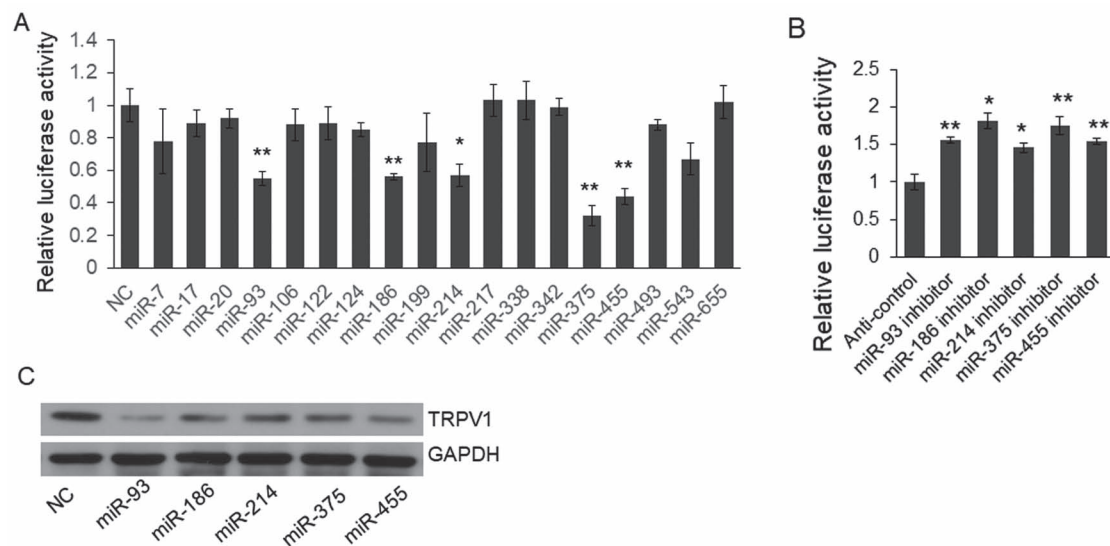 A
Relative luciferase activity
1.4
1.2
1
0.8
0.6
0.4
0.2
0
**
**
*
**
**
NC
miR-7
miR-17
miR-20
miR-93
miR-106
miR-122
miR-124
miR-186
miR-199
miR-214
miR-217
miR-338
miR-342
miR-375
miR-455
miR-493
miR-543
miR-655
B
Relative luciferase activity
2.5
2
1.5
1
0.5
0
**
*
*
**
**
Anti-control
miR-93 inhibitor
miR-186 inhibitor
miR-214 inhibitor
miR-375 inhibitor
miR-455 inhibitor
C
TRPV1
GAPDH
NC
miR-93
miR-186
miR-214
miR-375
miR-455